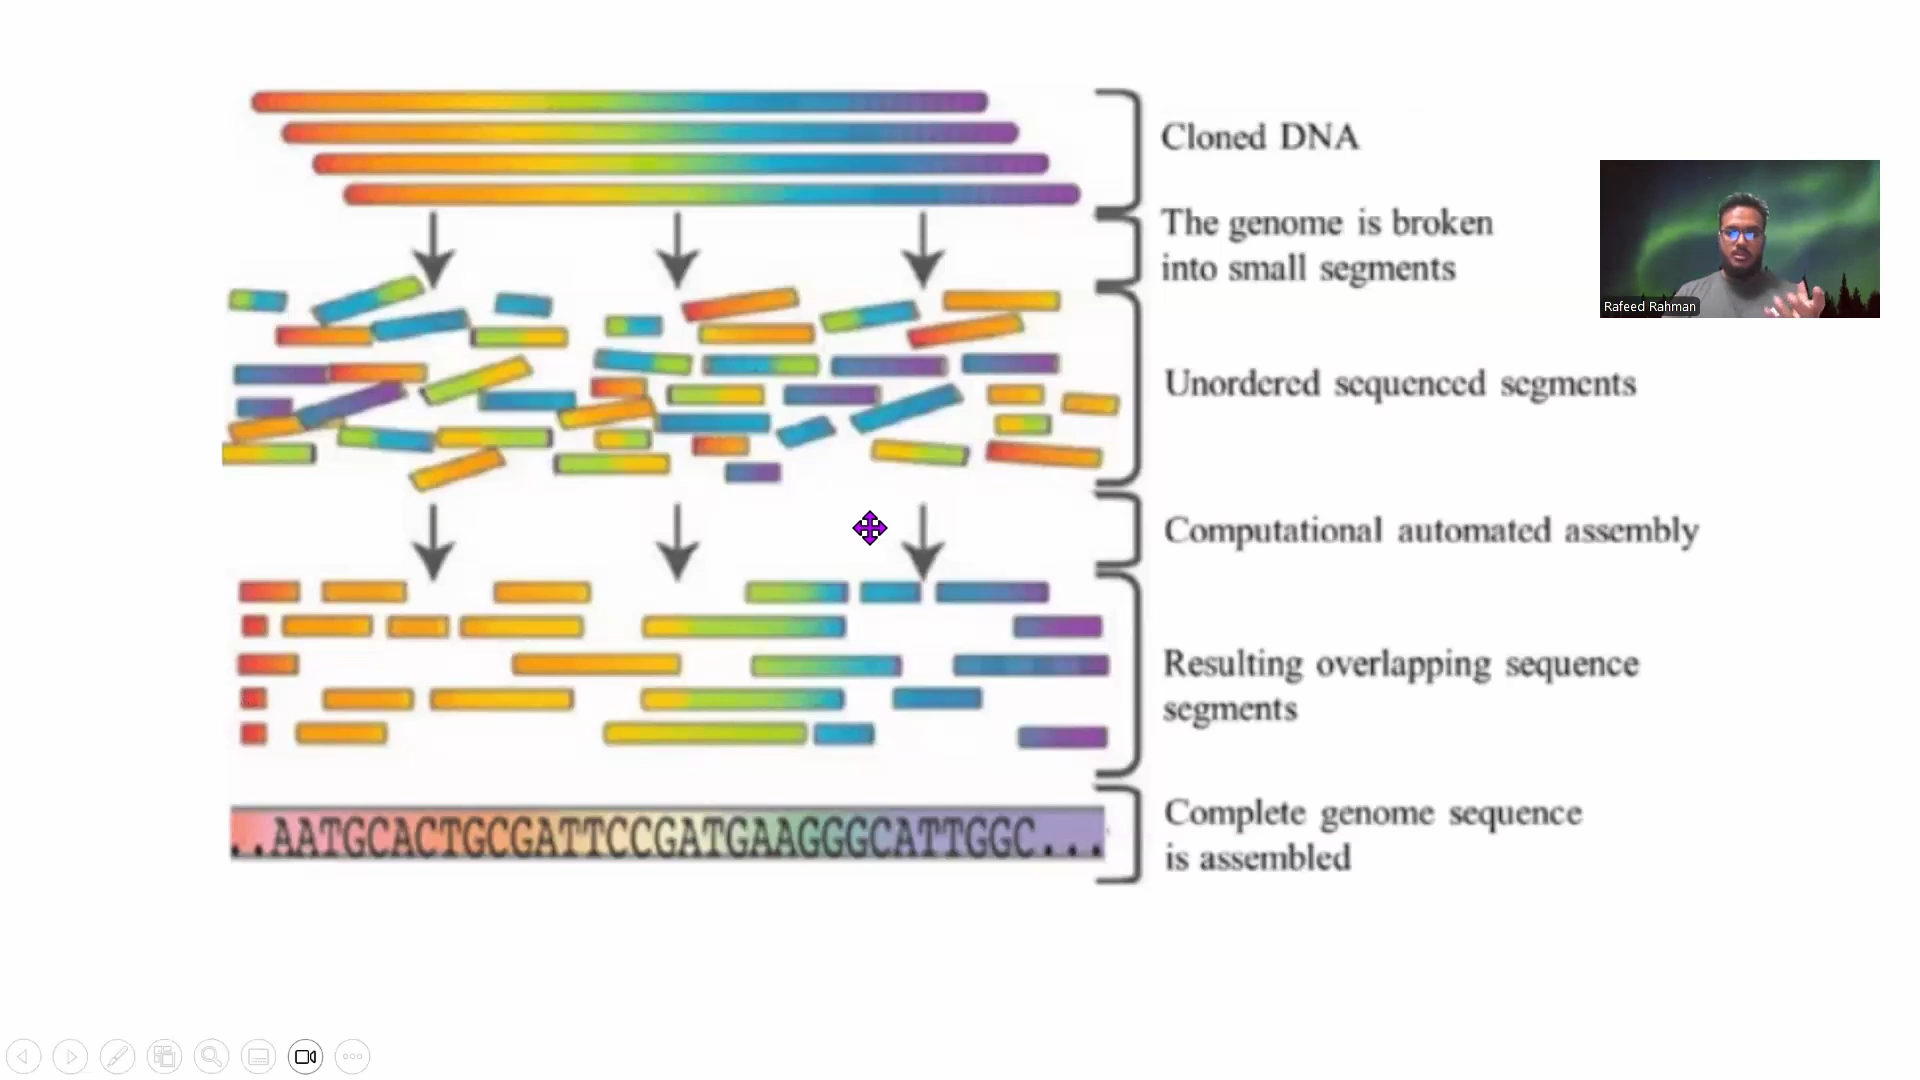 Cloned DNA
The genome is broken
into small segments
Rafeed Rahman
Unordered sequenced segments
Computational automated assembly
Resulting overlapping sequence
segments
..AATGCACTGCGATTCCGATGAAGGGCATTGGC...
Complete genome sequence
is assembled